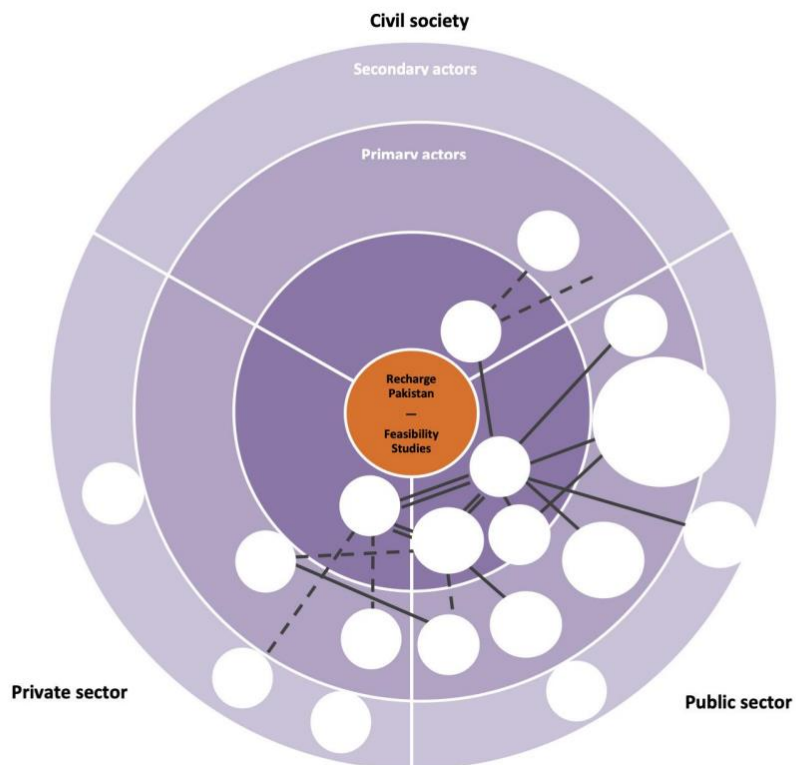 Civil society
Secondary actors
Primary actors
Recharge
Pakistan
—
Feasibility
Studies
Private sector
Public sector